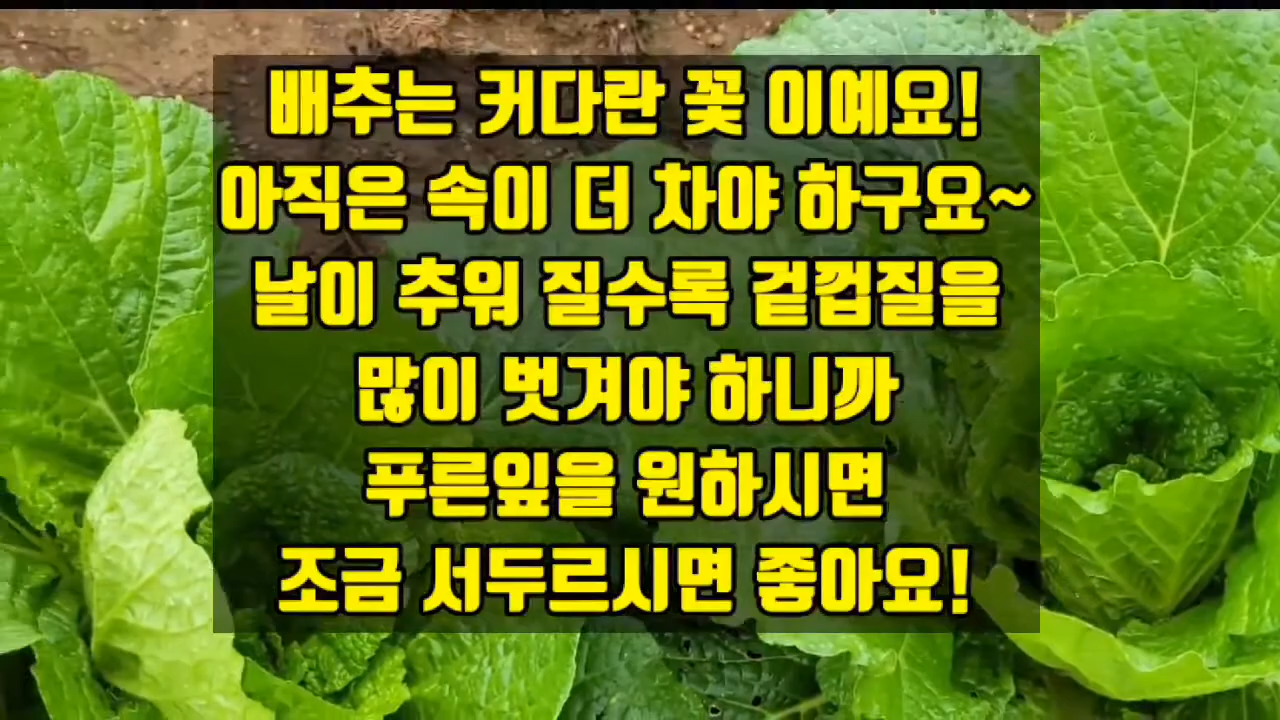 배추는 커다란 꽃 이예요!
아직은 속이 더 차야 하구요~
날이 추워 질수록 겉껍질을
많이 벗겨야 하니까
푸른잎을 원하시면
조금 서두르시면 좋아요!